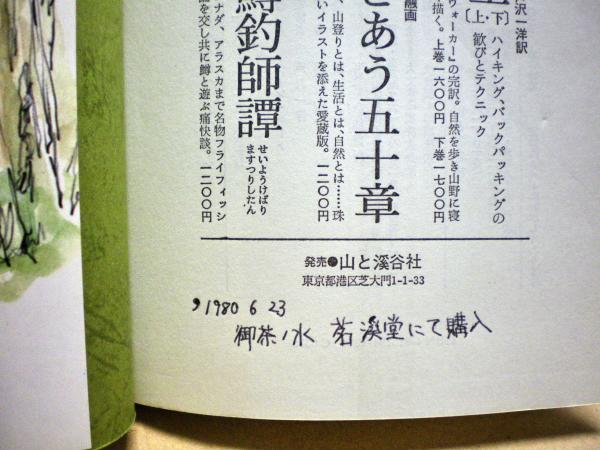 沢一洋訳
下 ハイキング、バックパッキングの
〔上・歓びとテクニック
ウォーカー』の完訳。自然を歩き山野に寝
描く。上巻一六〇〇円 下巻一七〇〇円
融画
とあう五十章
、山登りとは、生活とは、自然とは……珠
いイラストを添えた愛蔵版。一二〇〇円
鱒釣師譚
せいようけばり
ますつりしたん
ナダ、アラスカまで名物フライフィッシ
を交し共に鱒と遊ぶ痛快談。一二〇〇円
発売 山と溪谷社
東京都港区芝大門1-1-33
'1980 6 23
御茶ノ水 茗溪堂にて購入